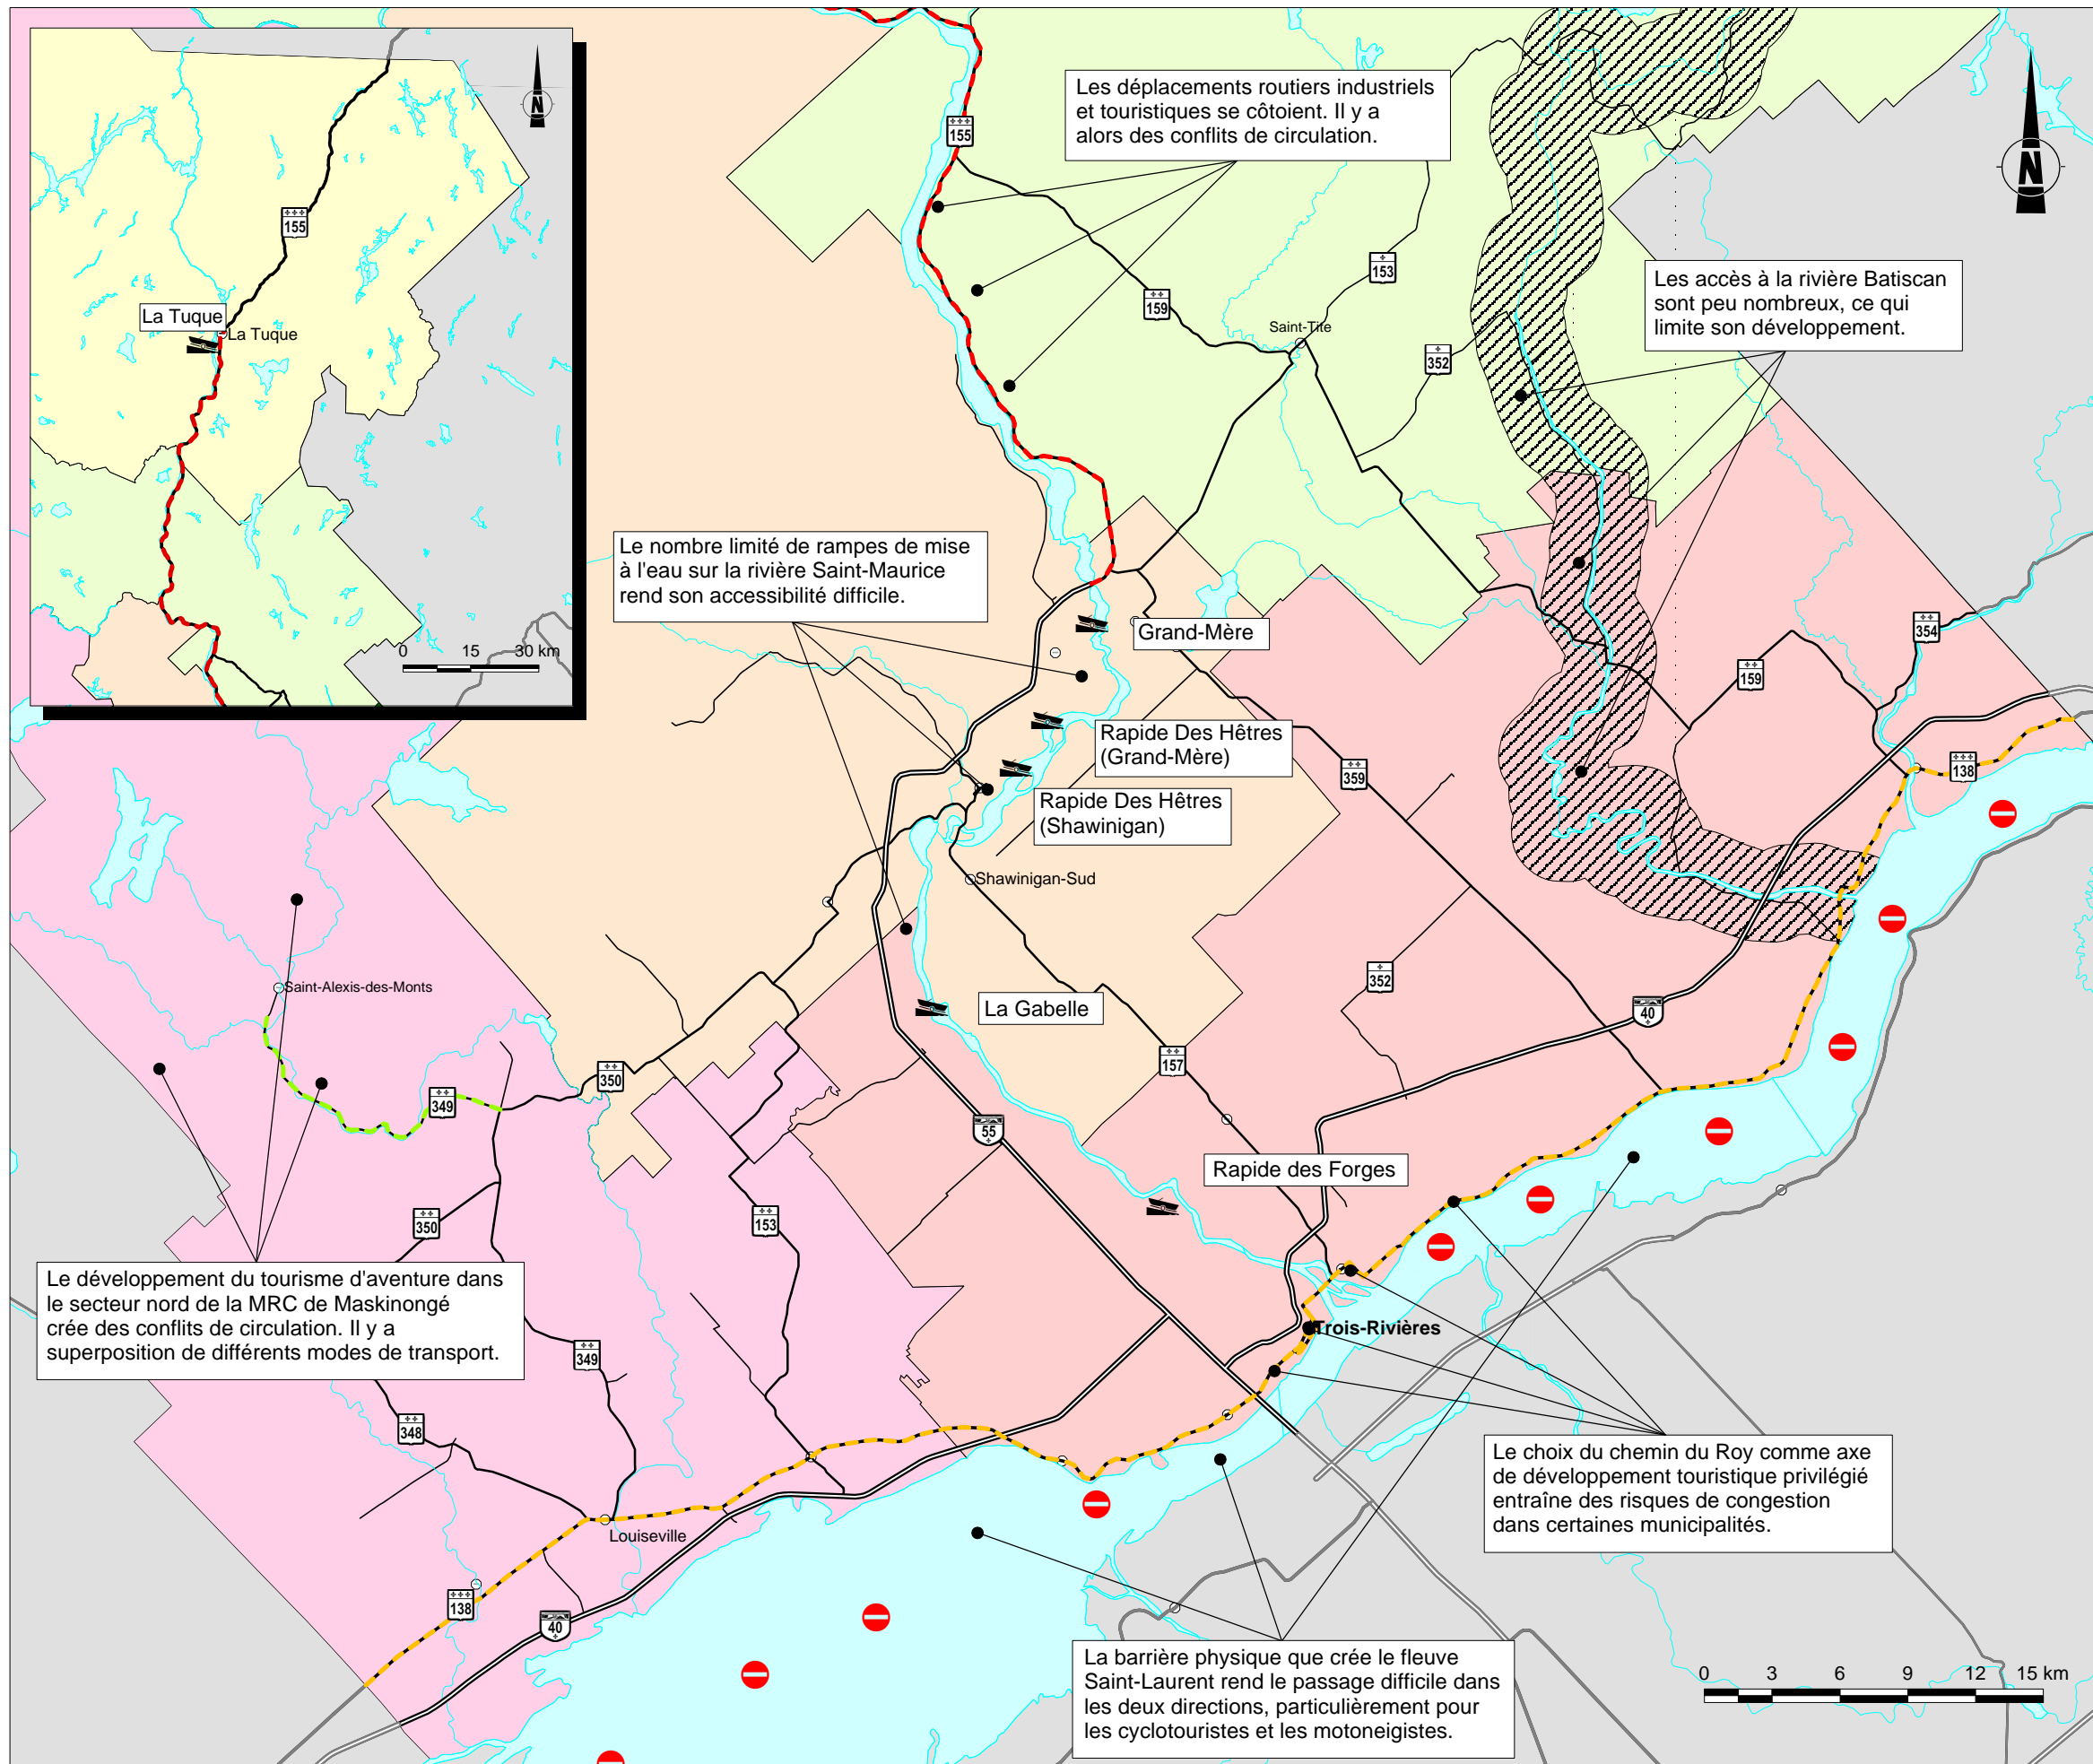 N
155
La Tuque
La Tuque
0 15 30 km
Les déplacements routiers industriels
et touristiques se côtoient. Il y a
alors des conflits de circulation.
N
155
153
159
352
Saint-Tite
Les accès à la rivière Batiscan
sont peu nombreux, ce qui
limite son développement.
Le nombre limité de rampes de mise
à l'eau sur la rivière Saint-Maurice
rend son accessibilité difficile.
Grand-Mère
354
159
Rapide Des Hêtres
(Grand-Mère)
138
359
Rapide Des Hêtres
(Shawinigan)
Shawinigan-Sud
352
Saint-Alexis-des-Monts
La Gabelle
40
157
350
349
55
Rapide des Forges
350
153
Le développement du tourisme d'aventure dans
le secteur nord de la MRC de Maskinongé
crée des conflits de circulation. Il y a
superposition de différents modes de transport.
349
Trois-Rivières
348
Le choix du chemin du Roy comme axe
de développement touristique privilégié
entraîne des risques de congestion
dans certaines municipalités.
Louiseville
138
40
La barrière physique que crée le fleuve
Saint-Laurent rend le passage difficile dans
les deux directions, particulièrement pour
les cyclotouristes et les motoneigistes.
0 3 6 9 12 15 km